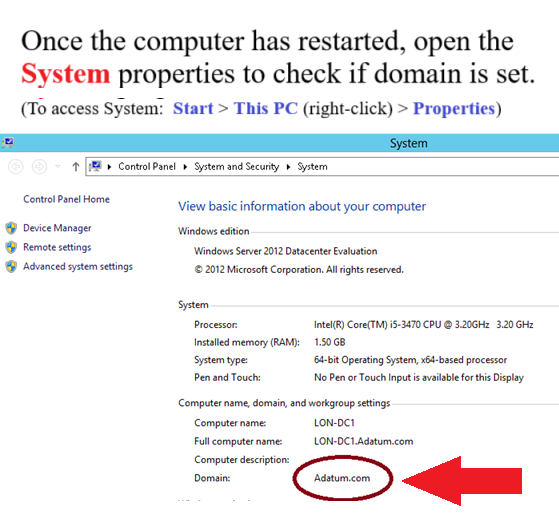 Once the computer has restarted, open the
System properties to check if domain is set.
(To access System: Start > This PC (right-click) > Properties)
System
Control Panel ▸ System and Security ▸ System
Control Panel Home
Device Manager
Remote settings
Advanced system settings
View basic information about your computer
Windows edition
Windows Server 2012 Datacenter Evaluation
© 2012 Microsoft Corporation. All rights reserved.
System
Processor: Intel(R) Core(TM) i5-3470 CPU @ 3.20GHz 3.20 GHz
Installed memory (RAM): 1.50 GB
System type: 64-bit Operating System, x64-based processor
Pen and Touch: No Pen or Touch Input is available for this Display
Computer name, domain, and workgroup settings
Computer name: LON-DC1
Full computer name: LON-DC1.Adatum.com
Computer description:
Domain: Adatum.com